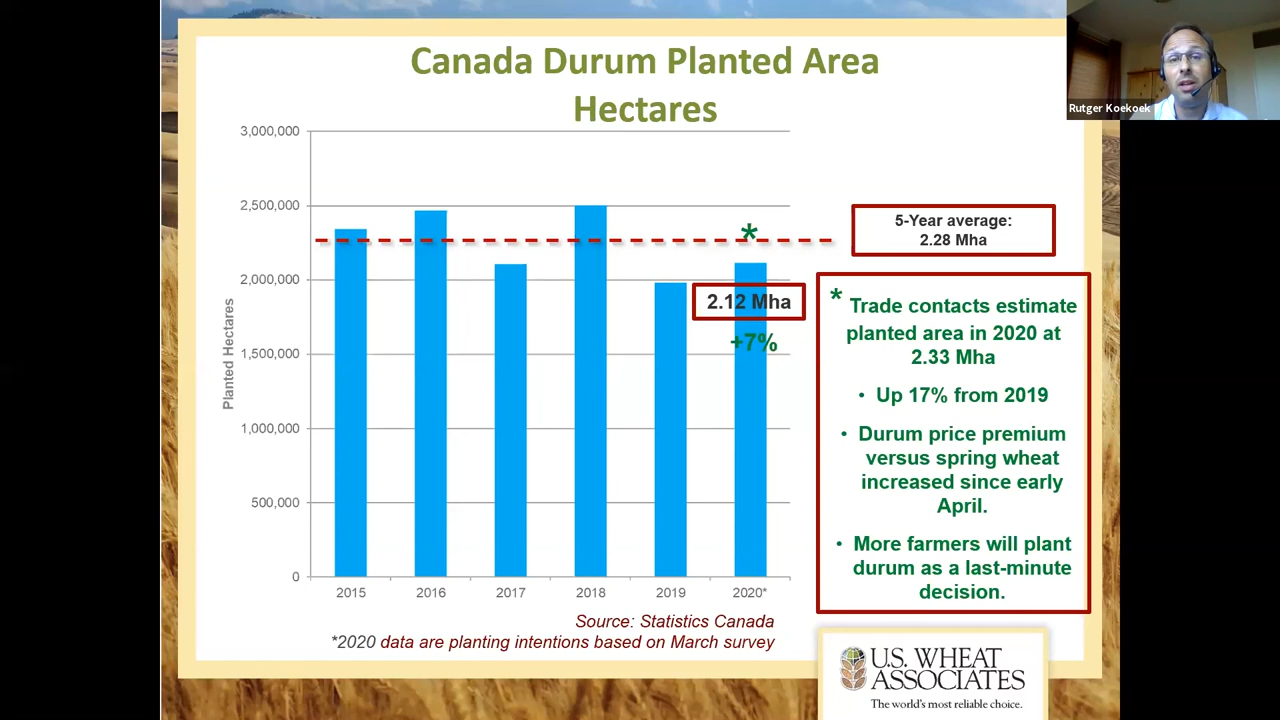 Canada Durum Planted Area
Hectares
Rutger Koekoek
3,000,000
2,500,000
2,000,000
1,500,000
1,000,000
500,000
0
Planted Hectares
2015
2016
2017
2018
2019
2020*
*
2.12 Mha
+7%
5-Year average:
2.28 Mha
* Trade contacts estimate
planted area in 2020 at
2.33 Mha
• Up 17% from 2019
• Durum price premium
versus spring wheat
increased since early
April.
• More farmers will plant
durum as a last-minute
decision.
Source: Statistics Canada
*2020 data are planting intentions based on March survey
U.S. WHEAT
ASSOCIATES
The world's most reliable choice.